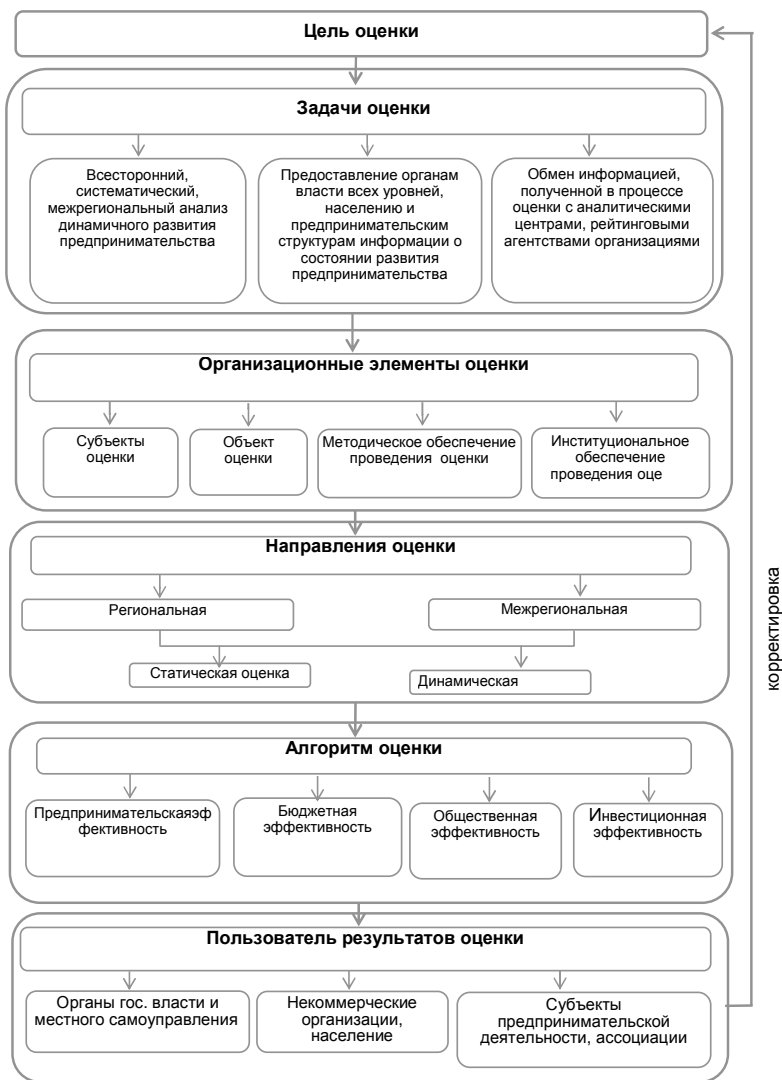 Цель оценки
Задачи оценки
Всесторонний,
систематический,
межрегиональный анализ
динамичного развития
предпринимательства
Предоставление органам
власти всех уровней,
населению и
предпринимательским
структурам информации о
состоянии развития
предпринимательства
Обмен информацией,
полученной в процессе
оценки с аналитическими
центрами, рейтинговыми
агентствами организациями
Организационные элементы оценки
Субъекты
оценки
Объект
оценки
Методическое обеспечение
проведения оценки
Институциональное
обеспечение
проведения оце
Направления оценки
Региональная
Межрегиональная
Статическая оценка
Динамическая
Алгоритм оценки
Предпринимательскаяэф
фективность
Бюджетная
эффективность
Общественная
эффективность
Инвестиционная
эффективность
Пользователь результатов оценки
Органы гос. власти и
местного самоуправления
Некоммерческие
организации,
население
Субъекты
предпринимательской
деятельности, ассоциации
корректировка